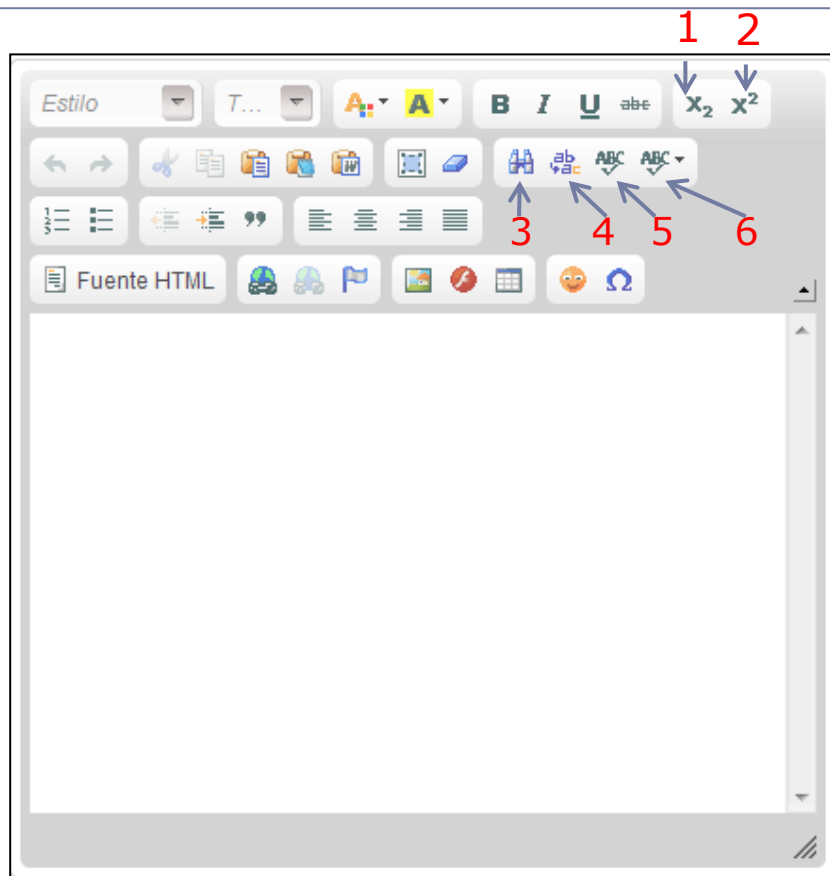 1 2
Estilo T... A A B I U abc X₂ X²
ab ac ABC ABC
3 4 5 6
Fuente HTML Ω